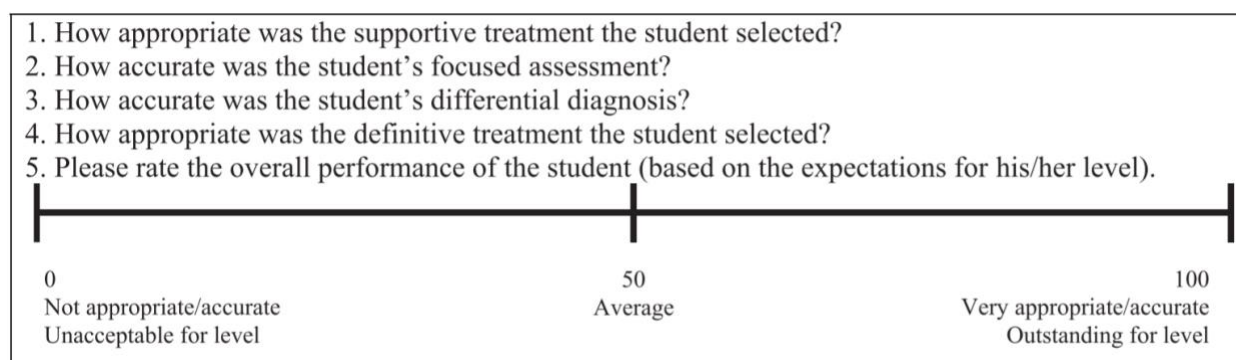 1. How appropriate was the supportive treatment the student selected?
2. How accurate was the student’s focused assessment?
3. How accurate was the student’s differential diagnosis?
4. How appropriate was the definitive treatment the student selected?
5. Please rate the overall performance of the student (based on the expectations for his/her level).
0 50 100
Not appropriate/accurate Average Very appropriate/accurate
Unacceptable for level Outstanding for level